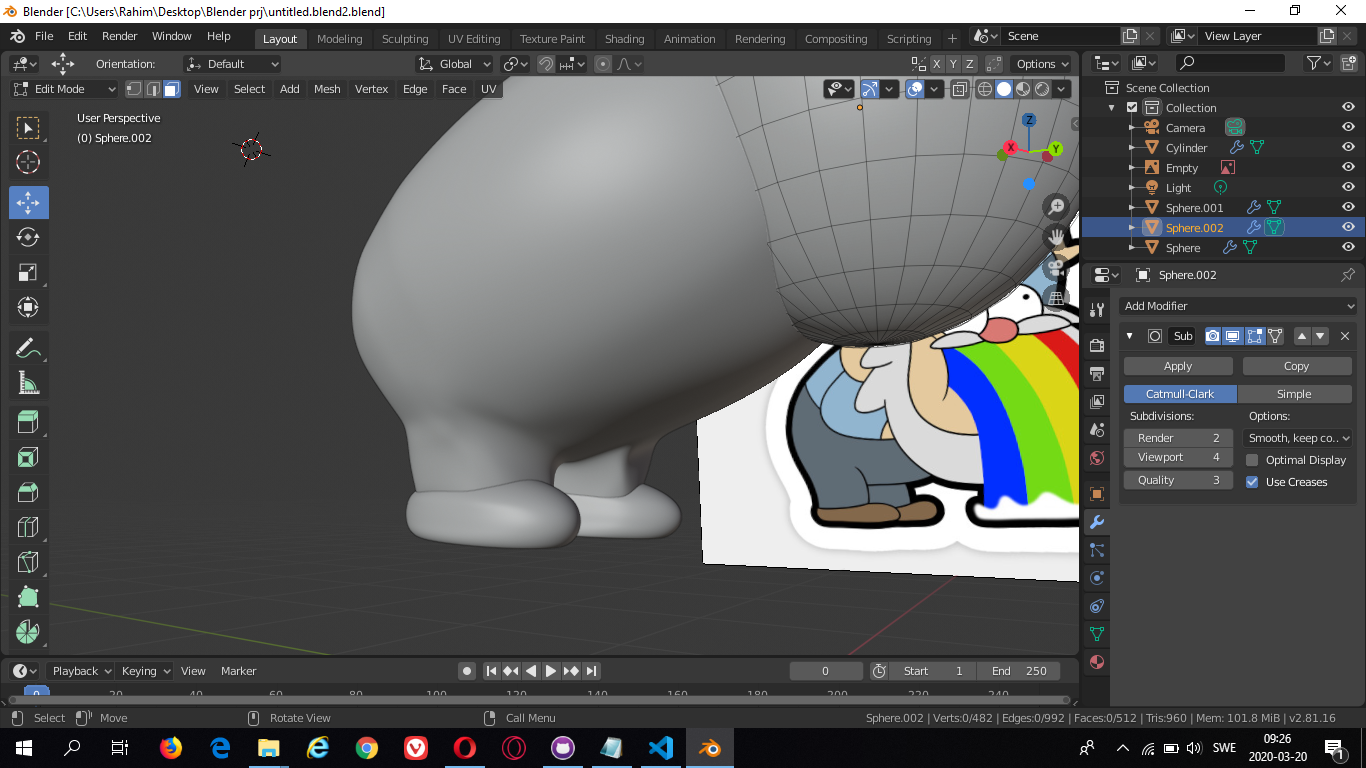 Blender [C:\Users\Rahim\Desktop\Blender prj\untitled.blend2.blend]
File Edit Render Window Help Layout Modeling Sculpting UV Editing Texture Paint Shading Animation Rendering Compositing Scripting Scene View Layer
Orientation: Default Global X Y Z Options
Edit Mode View Select Add Mesh Vertex Edge Face UV
User Perspective
(0) Sphere.002
Z
X
Y
Scene Collection
Collection
Camera
Cylinder
Empty
Light
Sphere.001
Sphere.002
Sphere
Sphere.002
Add Modifier
Sub
Apply Copy
Catmull-Clark Simple
Subdivisions: Options:
Render 2 Smooth, keep co..
Viewport 4 Optimal Display
Quality 3 Use Creases
Playback Keying View Marker 0 Start 1 End 250
0 20 40 60 80 100 120 140 160 180 200 220 240
Select Move Rotate View Call Menu Sphere.002 | Verts:0/482 | Edges:0/992 | Faces:0/512 | Tris:960 | Mem: 101.8 MiB | v2.81.16
SWE
09:26
2020-03-20
1